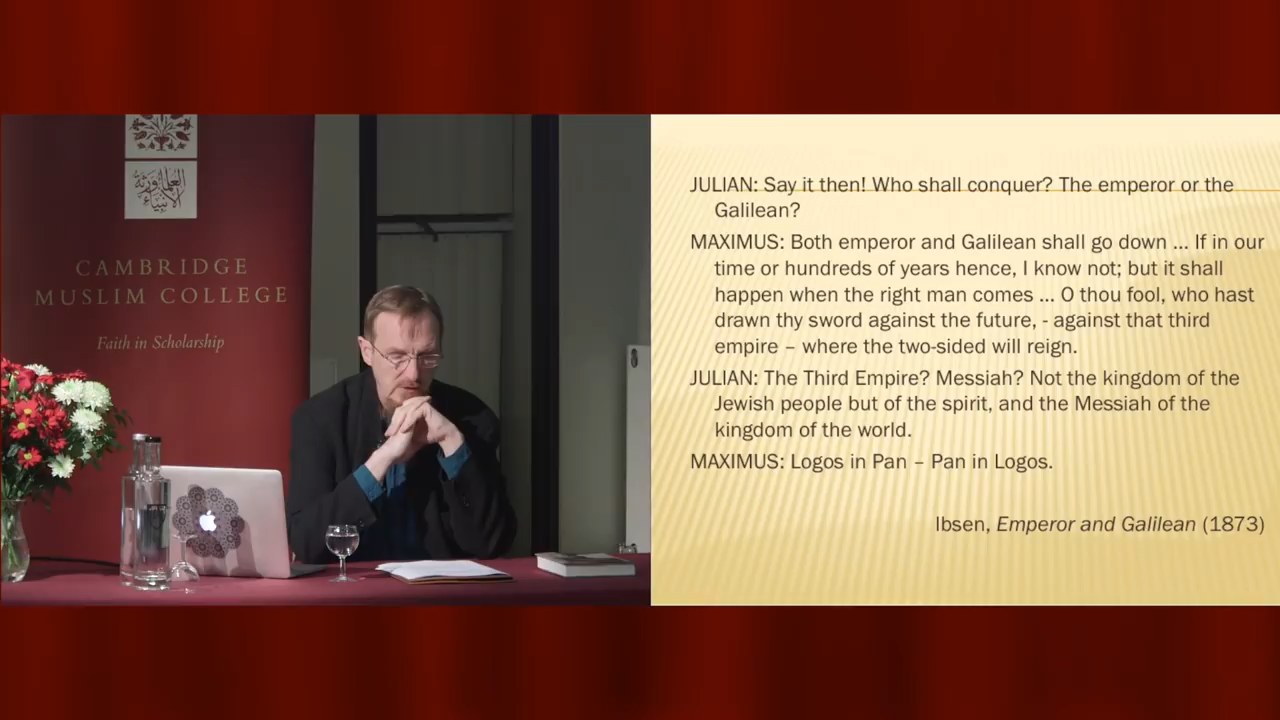 العلماء ورثة
الأنبياء
CAMBRIDGE
MUSLIM COLLEGE
Faith in Scholarship
JULIAN: Say it then! Who shall conquer? The emperor or the
Galilean?
MAXIMUS: Both emperor and Galilean shall go down ... If in our
time or hundreds of years hence, I know not; but it shall
happen when the right man comes ... O thou fool, who hast
drawn thy sword against the future, - against that third
empire – where the two-sided will reign.
JULIAN: The Third Empire? Messiah? Not the kingdom of the
Jewish people but of the spirit, and the Messiah of the
kingdom of the world.
MAXIMUS: Logos in Pan – Pan in Logos.
Ibsen, Emperor and Galilean (1873)